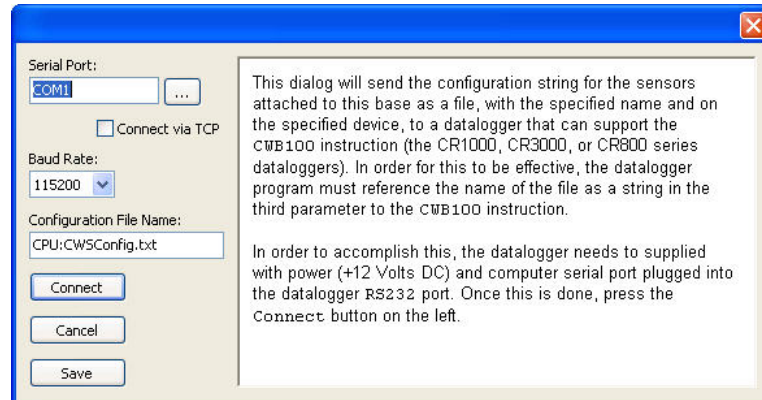 Serial Port:
COM1
...
Connect via TCP
Baud Rate:
115200
Configuration File Name:
CPU:CWSConfig.txt
Connect
Cancel
Save
This dialog will send the configuration string for the sensors
attached to this base as a file, with the specified name and on
the specified device, to a datalogger that can support the
CWB100 instruction (the CR1000, CR3000, or CR800 series
dataloggers). In order for this to be effective, the datalogger
program must reference the name of the file as a string in the
third parameter to the CWB100 instruction.
In order to accomplish this, the datalogger needs to supplied
with power (+12 Volts DC) and computer serial port plugged into
the datalogger RS232 port. Once this is done, press the
Connect button on the left.